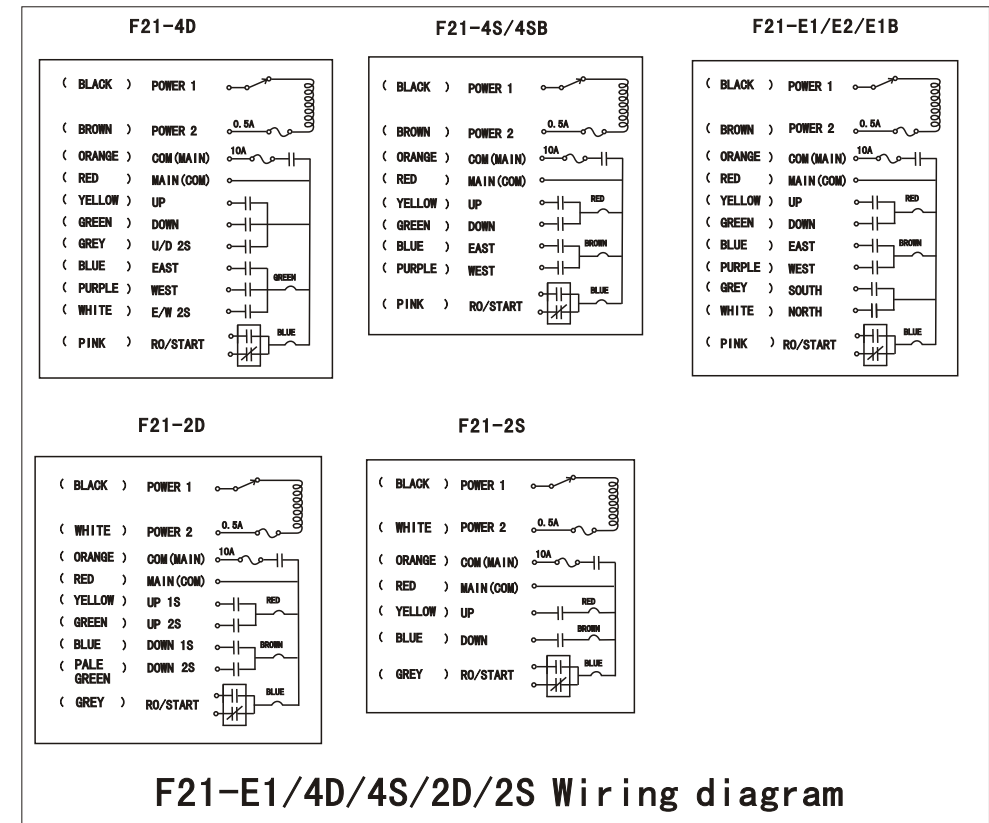 F21-4D
( BLACK ) POWER 1
( BROWN ) POWER 2 0.5A
( ORANGE ) COM(MAIN) 10A
( RED ) MAIN(COM)
( YELLOW ) UP
( GREEN ) DOWN
( GREY ) U/D 2S
( BLUE ) EAST
GREEN
( PURPLE ) WEST
( WHITE ) E/W 2S
BLUE
( PINK ) RO/START
F21-4S/4SB
( BLACK ) POWER 1
( BROWN ) POWER 2 0.5A
( ORANGE ) COM(MAIN) 10A
( RED ) MAIN(COM)
( YELLOW ) UP RED
( GREEN ) DOWN
( BLUE ) EAST BROWN
( PURPLE ) WEST
BLUE
( PINK ) RO/START
F21-E1/E2/E1B
( BLACK ) POWER 1
( BROWN ) POWER 2 0.5A
( ORANGE ) COM(MAIN) 10A
( RED ) MAIN(COM)
( YELLOW ) UP RED
( GREEN ) DOWN
( BLUE ) EAST BROWN
( PURPLE ) WEST
( GREY ) SOUTH
( WHITE ) NORTH
BLUE
( PINK ) RO/START
F21-2D
( BLACK ) POWER 1
( WHITE ) POWER 2 0.5A
( ORANGE ) COM(MAIN) 10A
( RED ) MAIN(COM)
( YELLOW ) UP 1S RED
( GREEN ) UP 2S
( BLUE ) DOWN 1S BROWN
( PALE ) DOWN 2S
GREEN
BLUE
( GREY ) RO/START
F21-2S
( BLACK ) POWER 1
( WHITE ) POWER 2 0.5A
( ORANGE ) COM(MAIN) 10A
( RED ) MAIN(COM)
RED
( YELLOW ) UP
BROWN
( BLUE ) DOWN
BLUE
( GREY ) RO/START
F21-E1/4D/4S/2D/2S Wiring diagram